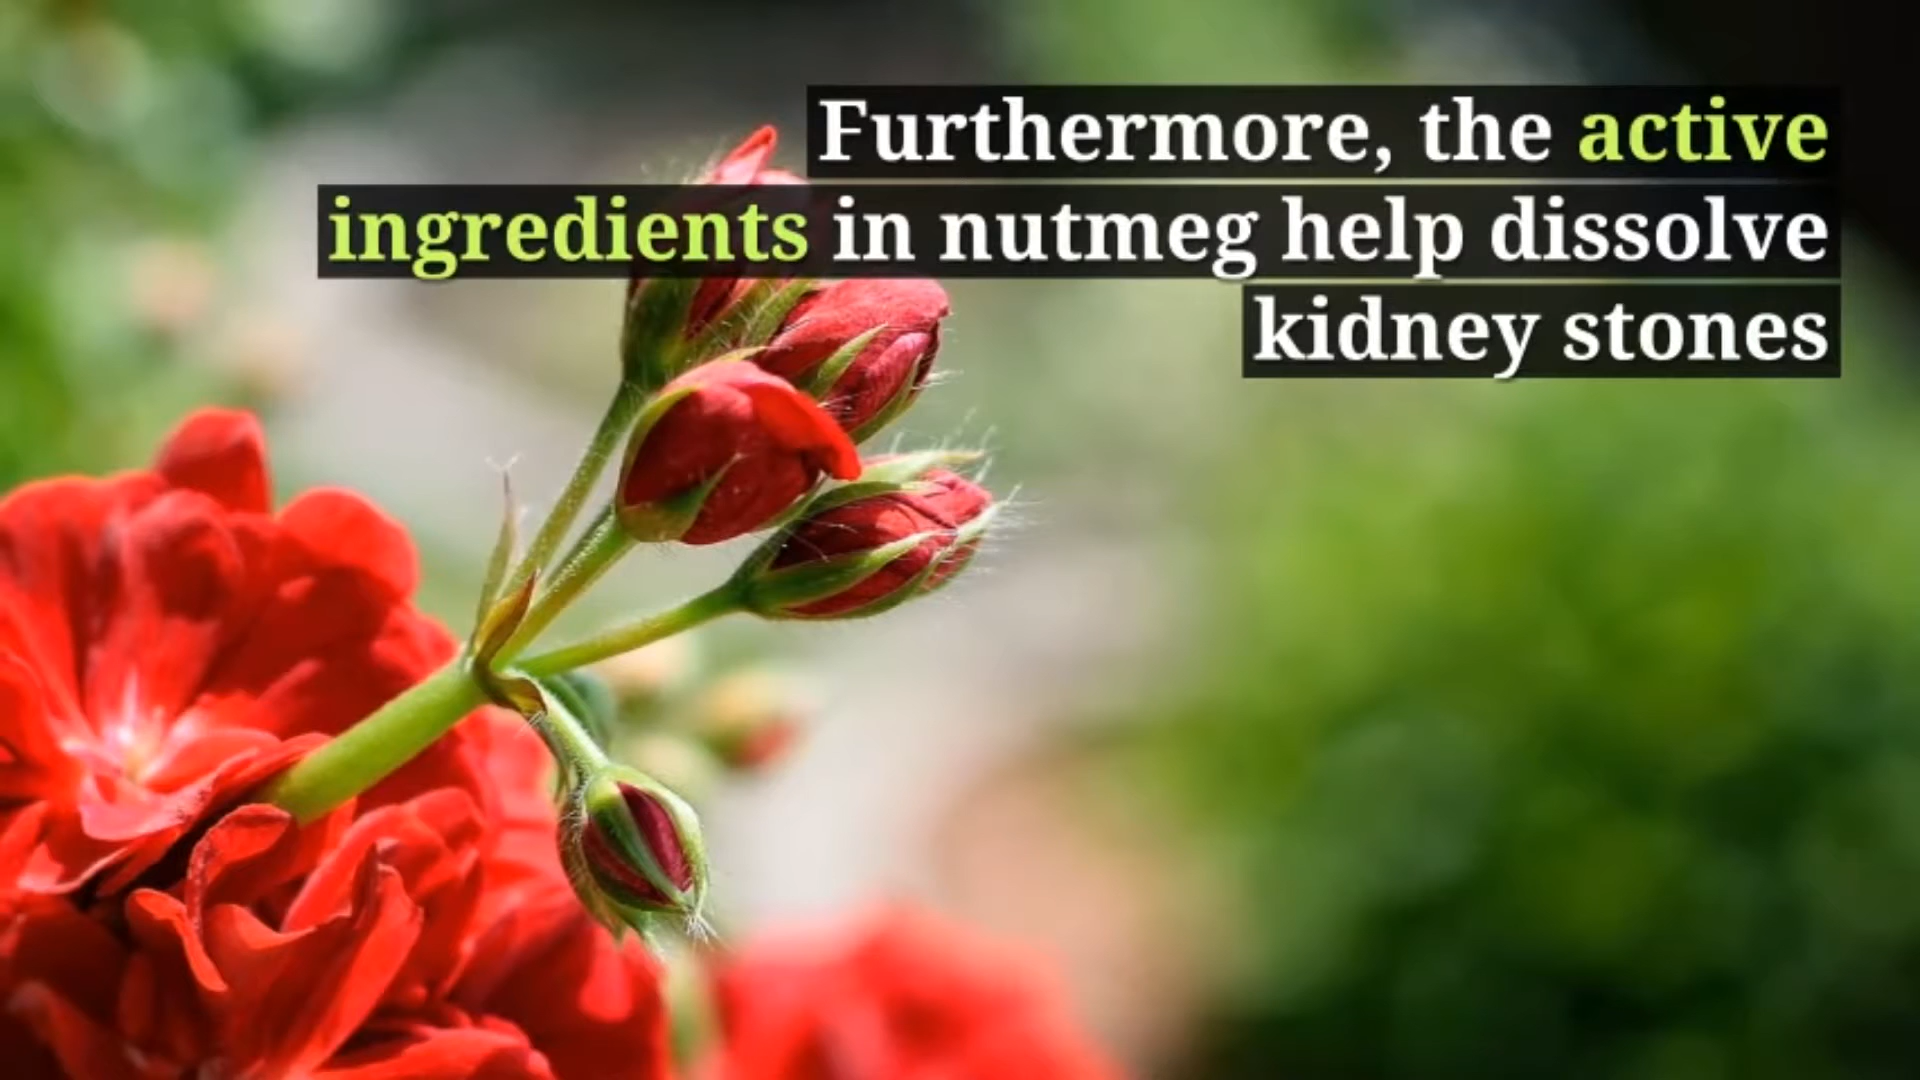 Furthermore, the active
ingredients in nutmeg help dissolve
kidney stones